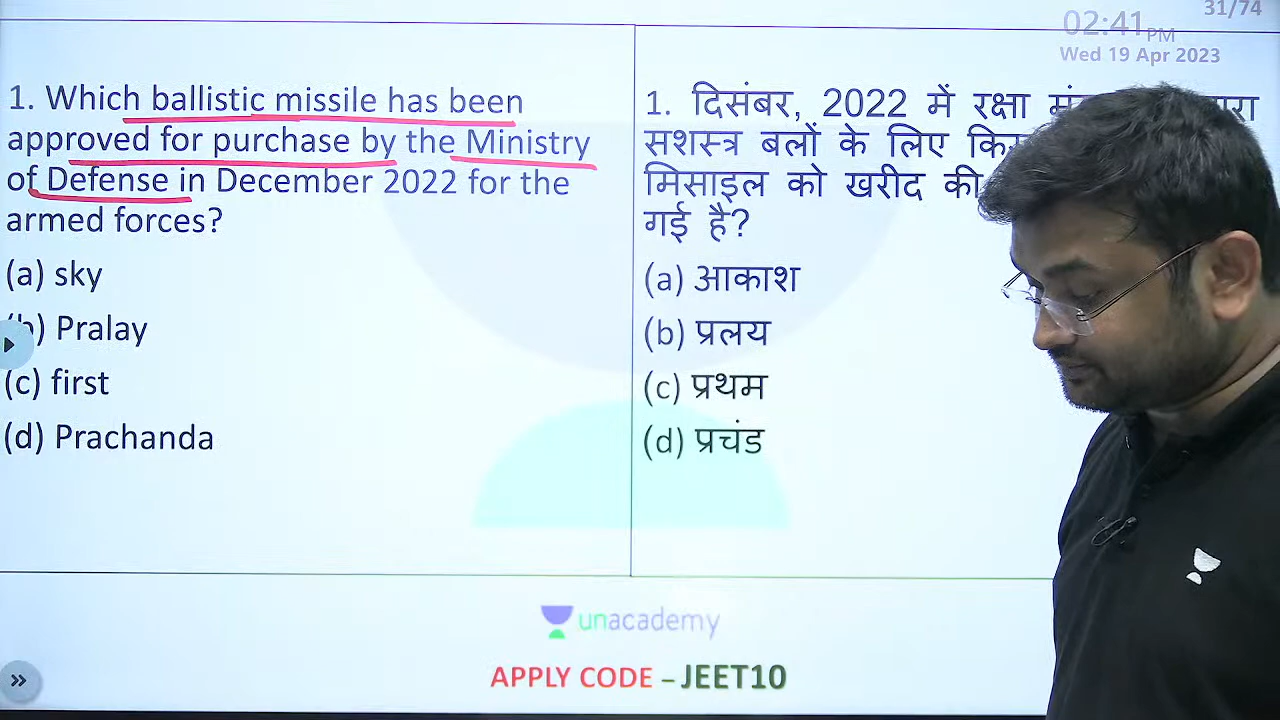 31/74
02:41 PM
Wed 19 Apr 2023
1. Which ballistic missile has been
approved for purchase by the Ministry
of Defense in December 2022 for the
armed forces?
(a) sky
(b) Pralay
(c) first
(d) Prachanda
1. दिसंबर, 2022 में रक्षा
सशस्त्र बलों के लिए
मिसाइल को खरीद की
गई है?
(a) आकाश
(b) प्रलय
(c) प्रथम
(d) प्रचंड
unacademy
APPLY CODE – JEET10